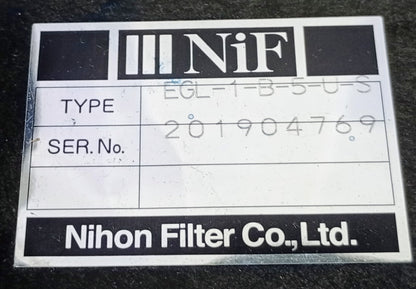 NiF
TYPE EGL-1-B-5-U-S
SER. No. 201904769
Nihon Filter Co., Ltd.